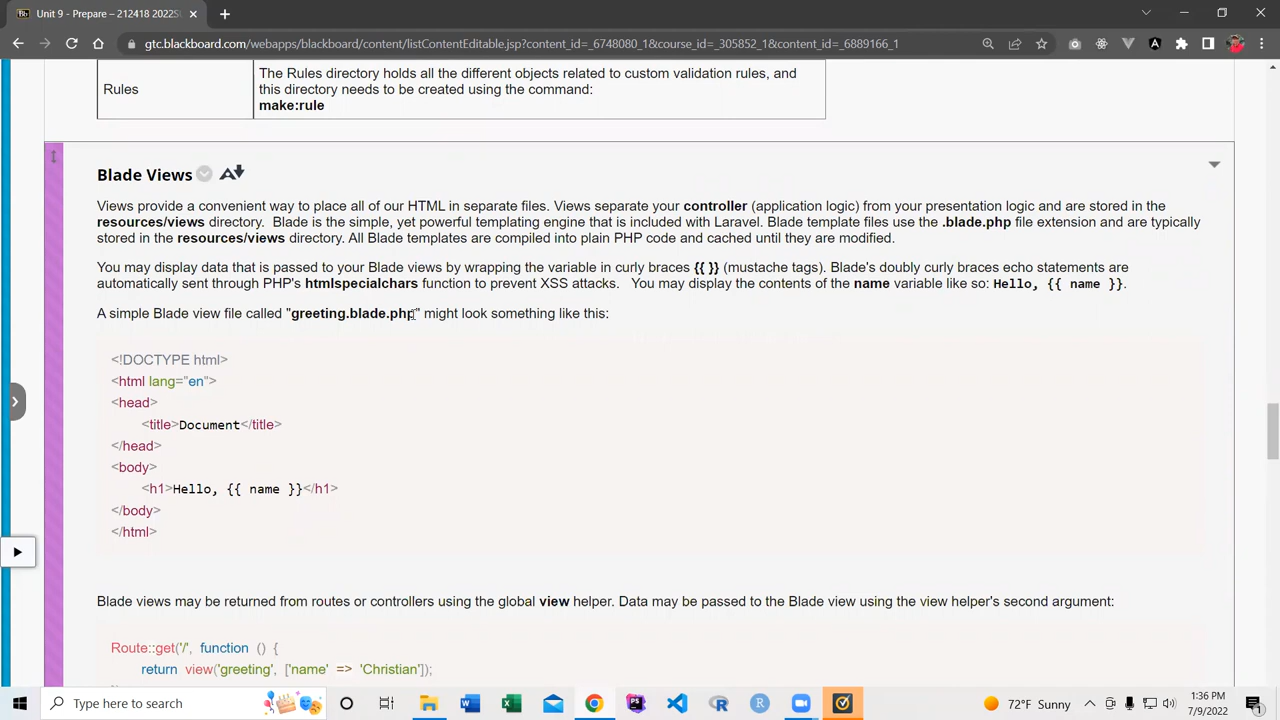 Unit 9 – Prepare – 212418 2022S
gtc.blackboard.com/webapps/blackboard/content/listContentEditable.jsp?content_id=_6748080_1&course_id=_305852_1&content_id=_6889166_1
Rules
The Rules directory holds all the different objects related to custom validation rules, and
this directory needs to be created using the command:
make:rule
Blade Views
Views provide a convenient way to place all of our HTML in separate files. Views separate your controller (application logic) from your presentation logic and are stored in the
resources/views directory. Blade is the simple, yet powerful templating engine that is included with Laravel. Blade template files use the .blade.php file extension and are typically
stored in the resources/views directory. All Blade templates are compiled into plain PHP code and cached until they are modified.
You may display data that is passed to your Blade views by wrapping the variable in curly braces {{ }} (mustache tags). Blade's doubly curly braces echo statements are
automatically sent through PHP's htmlspecialchars function to prevent XSS attacks. You may display the contents of the name variable like so: Hello, {{ name }}.
A simple Blade view file called "greeting.blade.php" might look something like this:
<!DOCTYPE html>
<html lang="en">
<head>
<title>Document</title>
</head>
<body>
<h1>Hello, {{ name }}</h1>
</body>
</html>
Blade views may be returned from routes or controllers using the global view helper. Data may be passed to the Blade view using the view helper's second argument:
Route::get('/', function () {
return view('greeting', ['name' => 'Christian']);
Type here to search
72°F Sunny
1:36 PM
7/9/2022